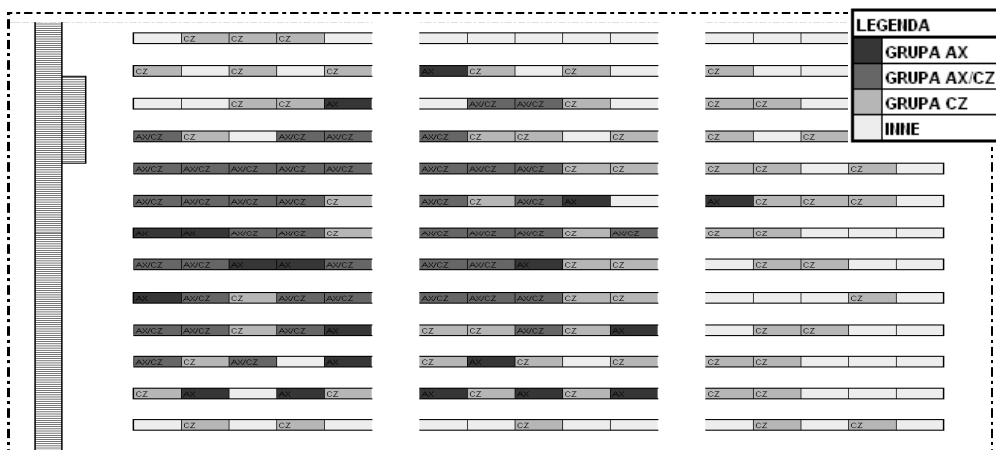 LEGENDA
GRUPA AX
GRUPA AX/CZ
GRUPA CZ
INNE
CZ CZ CZ
CZ CZ CZ AX CZ CZ CZ
CZ CZ AX AX/CZ AX/CZ CZ CZ
AX/CZ CZ AX/CZ AX/CZ AX/CZ CZ CZ CZ CZ CZ
AX/CZ AX/CZ AX/CZ AX/CZ AX/CZ AX/CZ AX/CZ AX/CZ CZ CZ CZ CZ CZ
AX/CZ AX/CZ AX/CZ AX/CZ CZ AX/CZ CZ AX/CZ AX AX CZ CZ CZ
AX AX AX/CZ AX/CZ CZ AX/CZ AX/CZ AX/CZ CZ AX/CZ CZ CZ
AX/CZ AX/CZ AX AX AX/CZ AX/CZ AX/CZ AX CZ CZ CZ CZ
AX AX/CZ CZ AX/CZ AX/CZ AX/CZ AX/CZ AX/CZ CZ CZ CZ
AX/CZ AX/CZ CZ AX/CZ AX CZ CZ AX/CZ CZ AX CZ CZ
AX/CZ CZ AX/CZ AX CZ AX CZ CZ CZ CZ
CZ AX AX CZ AX CZ AX CZ AX CZ CZ
CZ CZ CZ CZ CZ